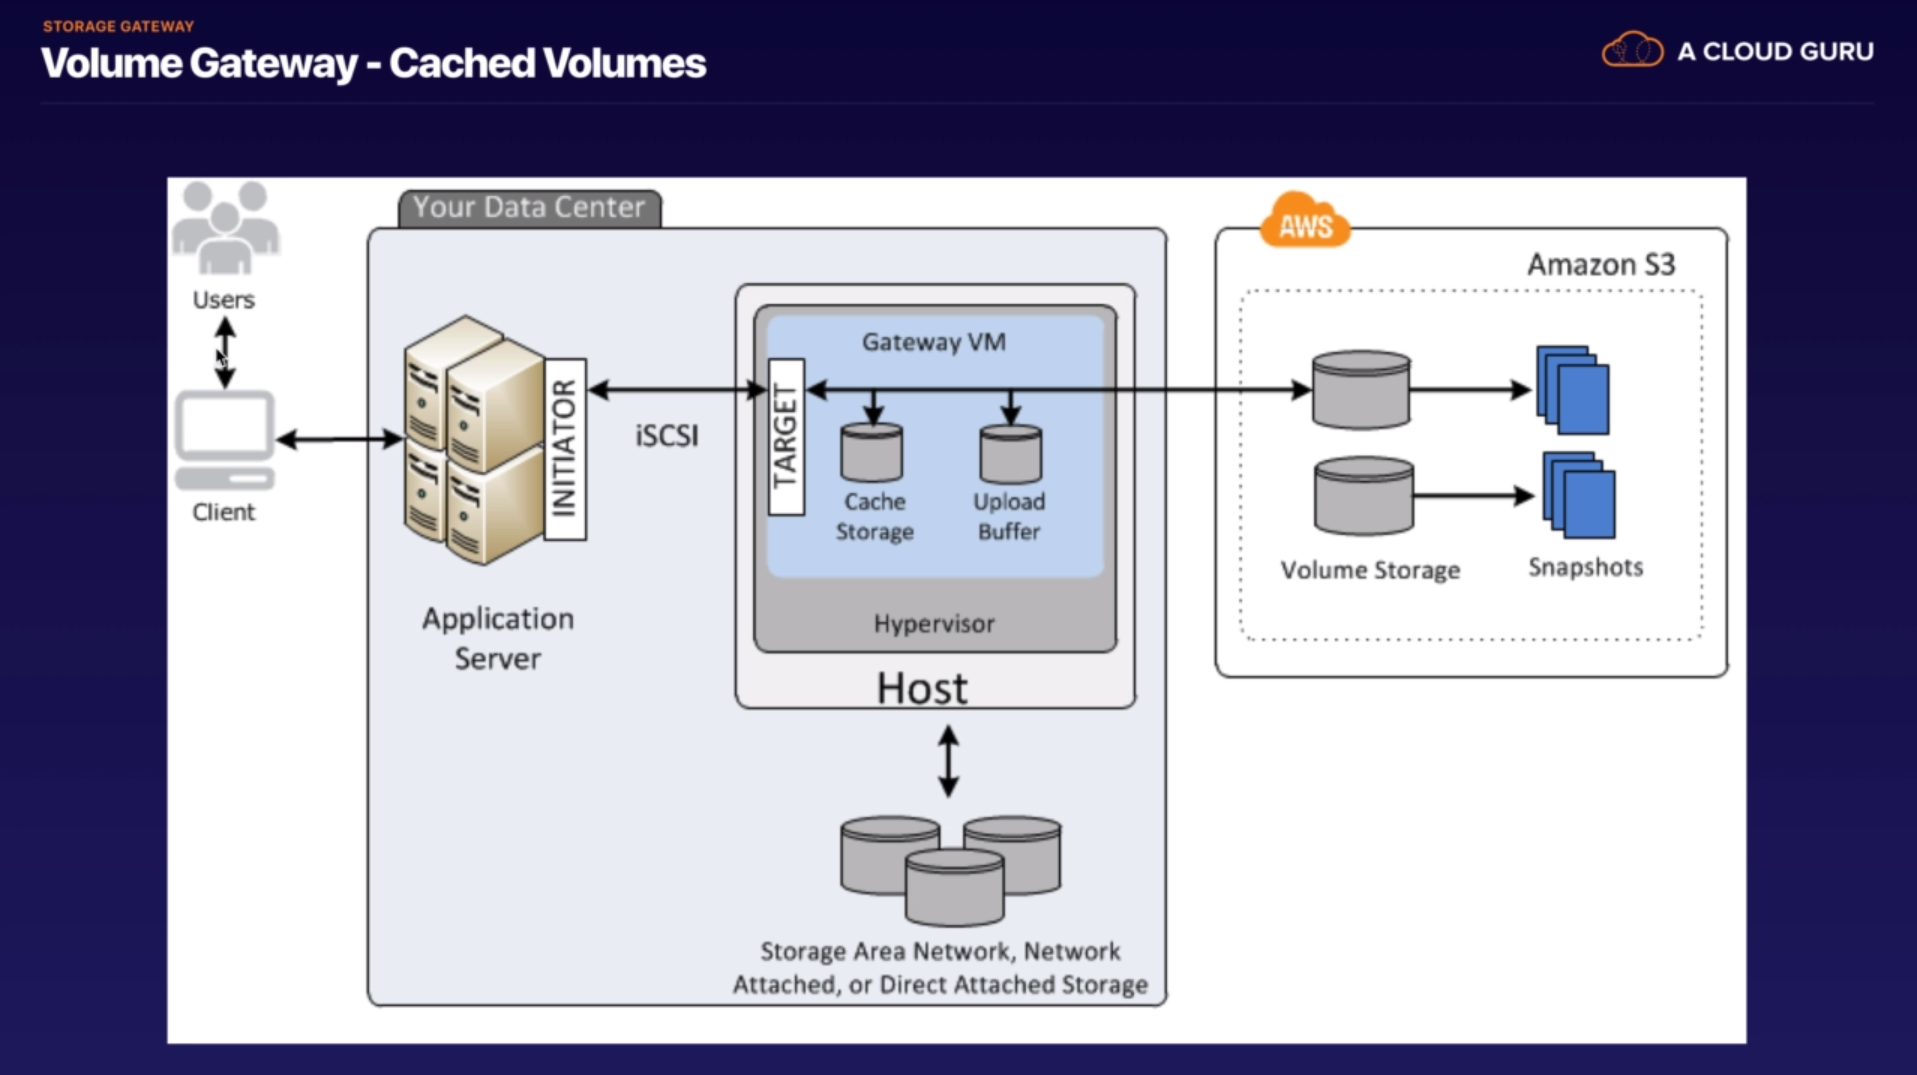 STORAGE GATEWAY
Volume Gateway - Cached Volumes
A CLOUD GURU
Your Data Center
AWS
Amazon S3
Users
Client
Application
Server
INITIATOR
iSCSI
TARGET
Gateway VM
Cache
Storage
Upload
Buffer
Hypervisor
Host
Volume Storage
Snapshots
Storage Area Network, Network
Attached, or Direct Attached Storage